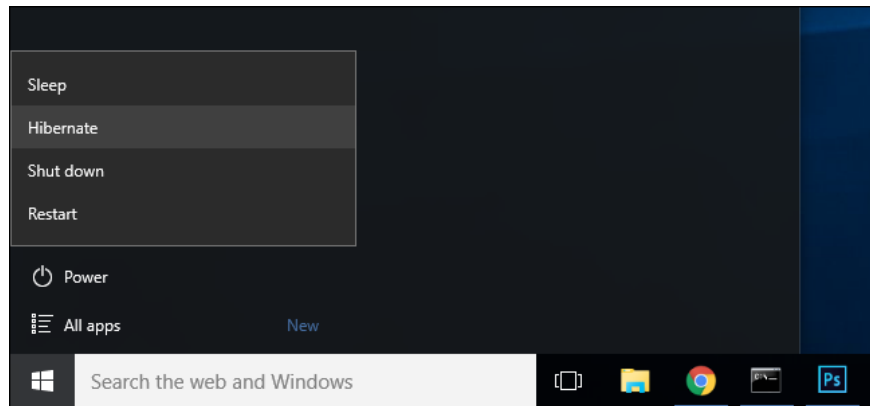 Sleep
Hibernate
Shut down
Restart
Power
All apps New
Search the web and Windows
Ps